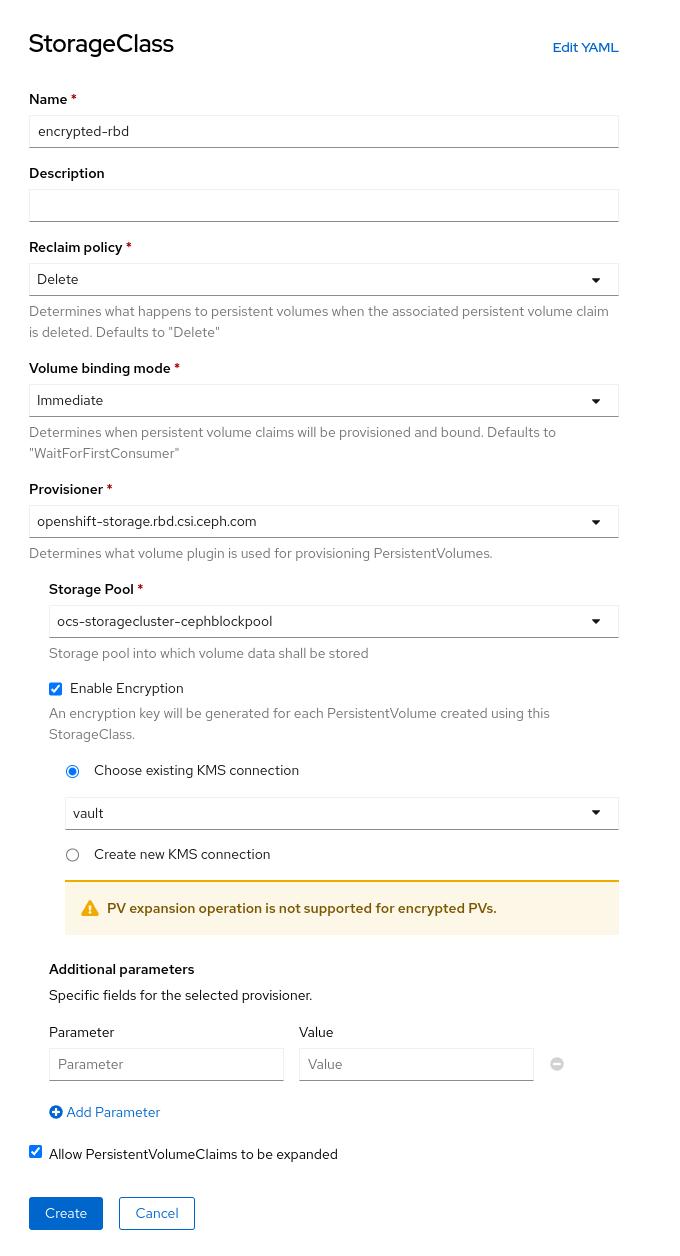 StorageClass
Edit YAML
Name *
encrypted-rbd
Description
Reclaim policy *
Delete
Determines what happens to persistent volumes when the associated persistent volume claim
is deleted. Defaults to "Delete"
Volume binding mode *
Immediate
Determines when persistent volume claims will be provisioned and bound. Defaults to
"WaitForFirstConsumer"
Provisioner *
openshift-storage.rbd.csi.ceph.com
Determines what volume plugin is used for provisioning PersistentVolumes.
Storage Pool *
ocs-storagecluster-cephblockpool
Storage pool into which volume data shall be stored
Enable Encryption
An encryption key will be generated for each PersistentVolume created using this
StorageClass.
Choose existing KMS connection
vault
Create new KMS connection
PV expansion operation is not supported for encrypted PVs.
Additional parameters
Specific fields for the selected provisioner.
Parameter Value
Parameter Value
Add Parameter
Allow PersistentVolumeClaims to be expanded
Create Cancel